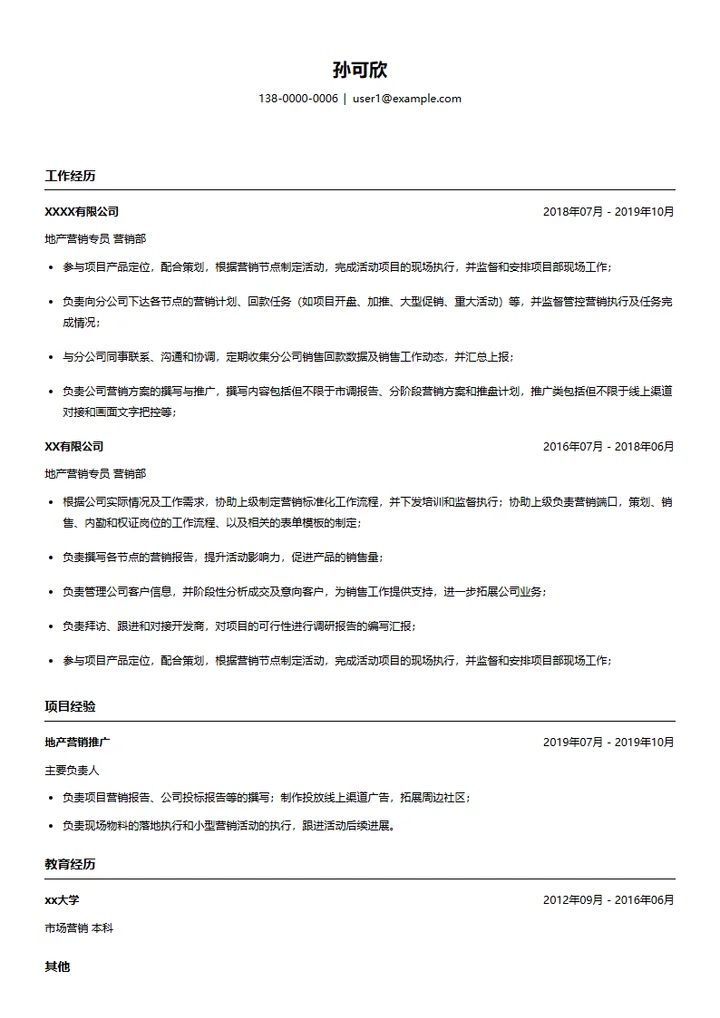 孙可欣
138-0000-0006 | user1@example.com
工作经历
XXXX有限公司 2018年07月 - 2019年10月
地产营销专员 营销部
• 参与项目产品定位，配合策划，根据营销节点制定活动，完成活动项目的现场执行，并监督和安排项目部现场工作；
• 负责向分公司下达各节点的营销计划、回款任务（如项目开盘、加推、大型促销、重大活动）等，并监督管控营销执行及任务完
成情况；
• 与分公司同事联系、沟通和协调，定期收集分公司销售回款数据及销售工作动态，并汇总上报；
• 负责公司营销方案的撰写与推广，撰写内容包括但不限于市调报告、分阶段营销方案和推盘计划，推广类包括但不限于线上渠道
对接和画面文字把控等；
XX有限公司 2016年07月 - 2018年06月
地产营销专员 营销部
• 根据公司实际情况及工作需求，协助上级制定营销标准化工作流程，并下发培训和监督执行；协助上级负责营销端口，策划、销
售、内勤和权证岗位的工作流程、以及相关的表单模板的制定；
• 负责撰写各节点的营销报告，提升活动影响力，促进产品的销售量；
• 负责管理公司客户信息，并阶段性分析成交及意向客户，为销售工作提供支持，进一步拓展公司业务；
• 负责拜访、跟进和对接开发商，对项目的可行性进行调研报告的编写汇报；
• 参与项目产品定位，配合策划，根据营销节点制定活动，完成活动项目的现场执行，并监督和安排项目部现场工作；
项目经验
地产营销推广 2019年07月 - 2019年10月
主要负责人
• 负责项目营销报告、公司投标报告等的撰写；制作投放线上渠道广告，拓展周边社区；
• 负责现场物料的落地执行和小型营销活动的执行，跟进活动后续进展。
教育经历
xx大学 2012年09月 - 2016年06月
市场营销 本科
其他